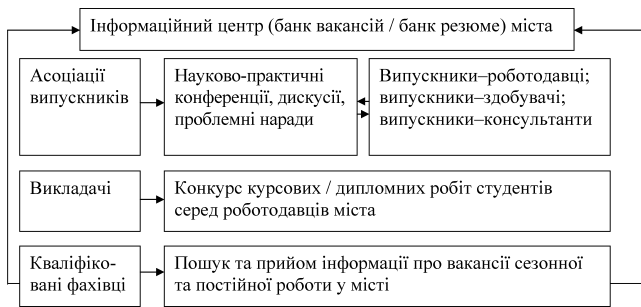 Інформаційний центр (банк вакансій / банк резюме) міста
Асоціації
випускників
Науково-практичні
конференції, дискусії,
проблемні наради
Випускники–роботодавці;
випускники–здобувачі;
випускники–консультанти
Викладачі
Конкурс курсових / дипломних робіт студентів
серед роботодавців міста
Кваліфіко-
вані фахівці
Пошук та прийом інформації про вакансії сезонної
та постійної роботи у місті